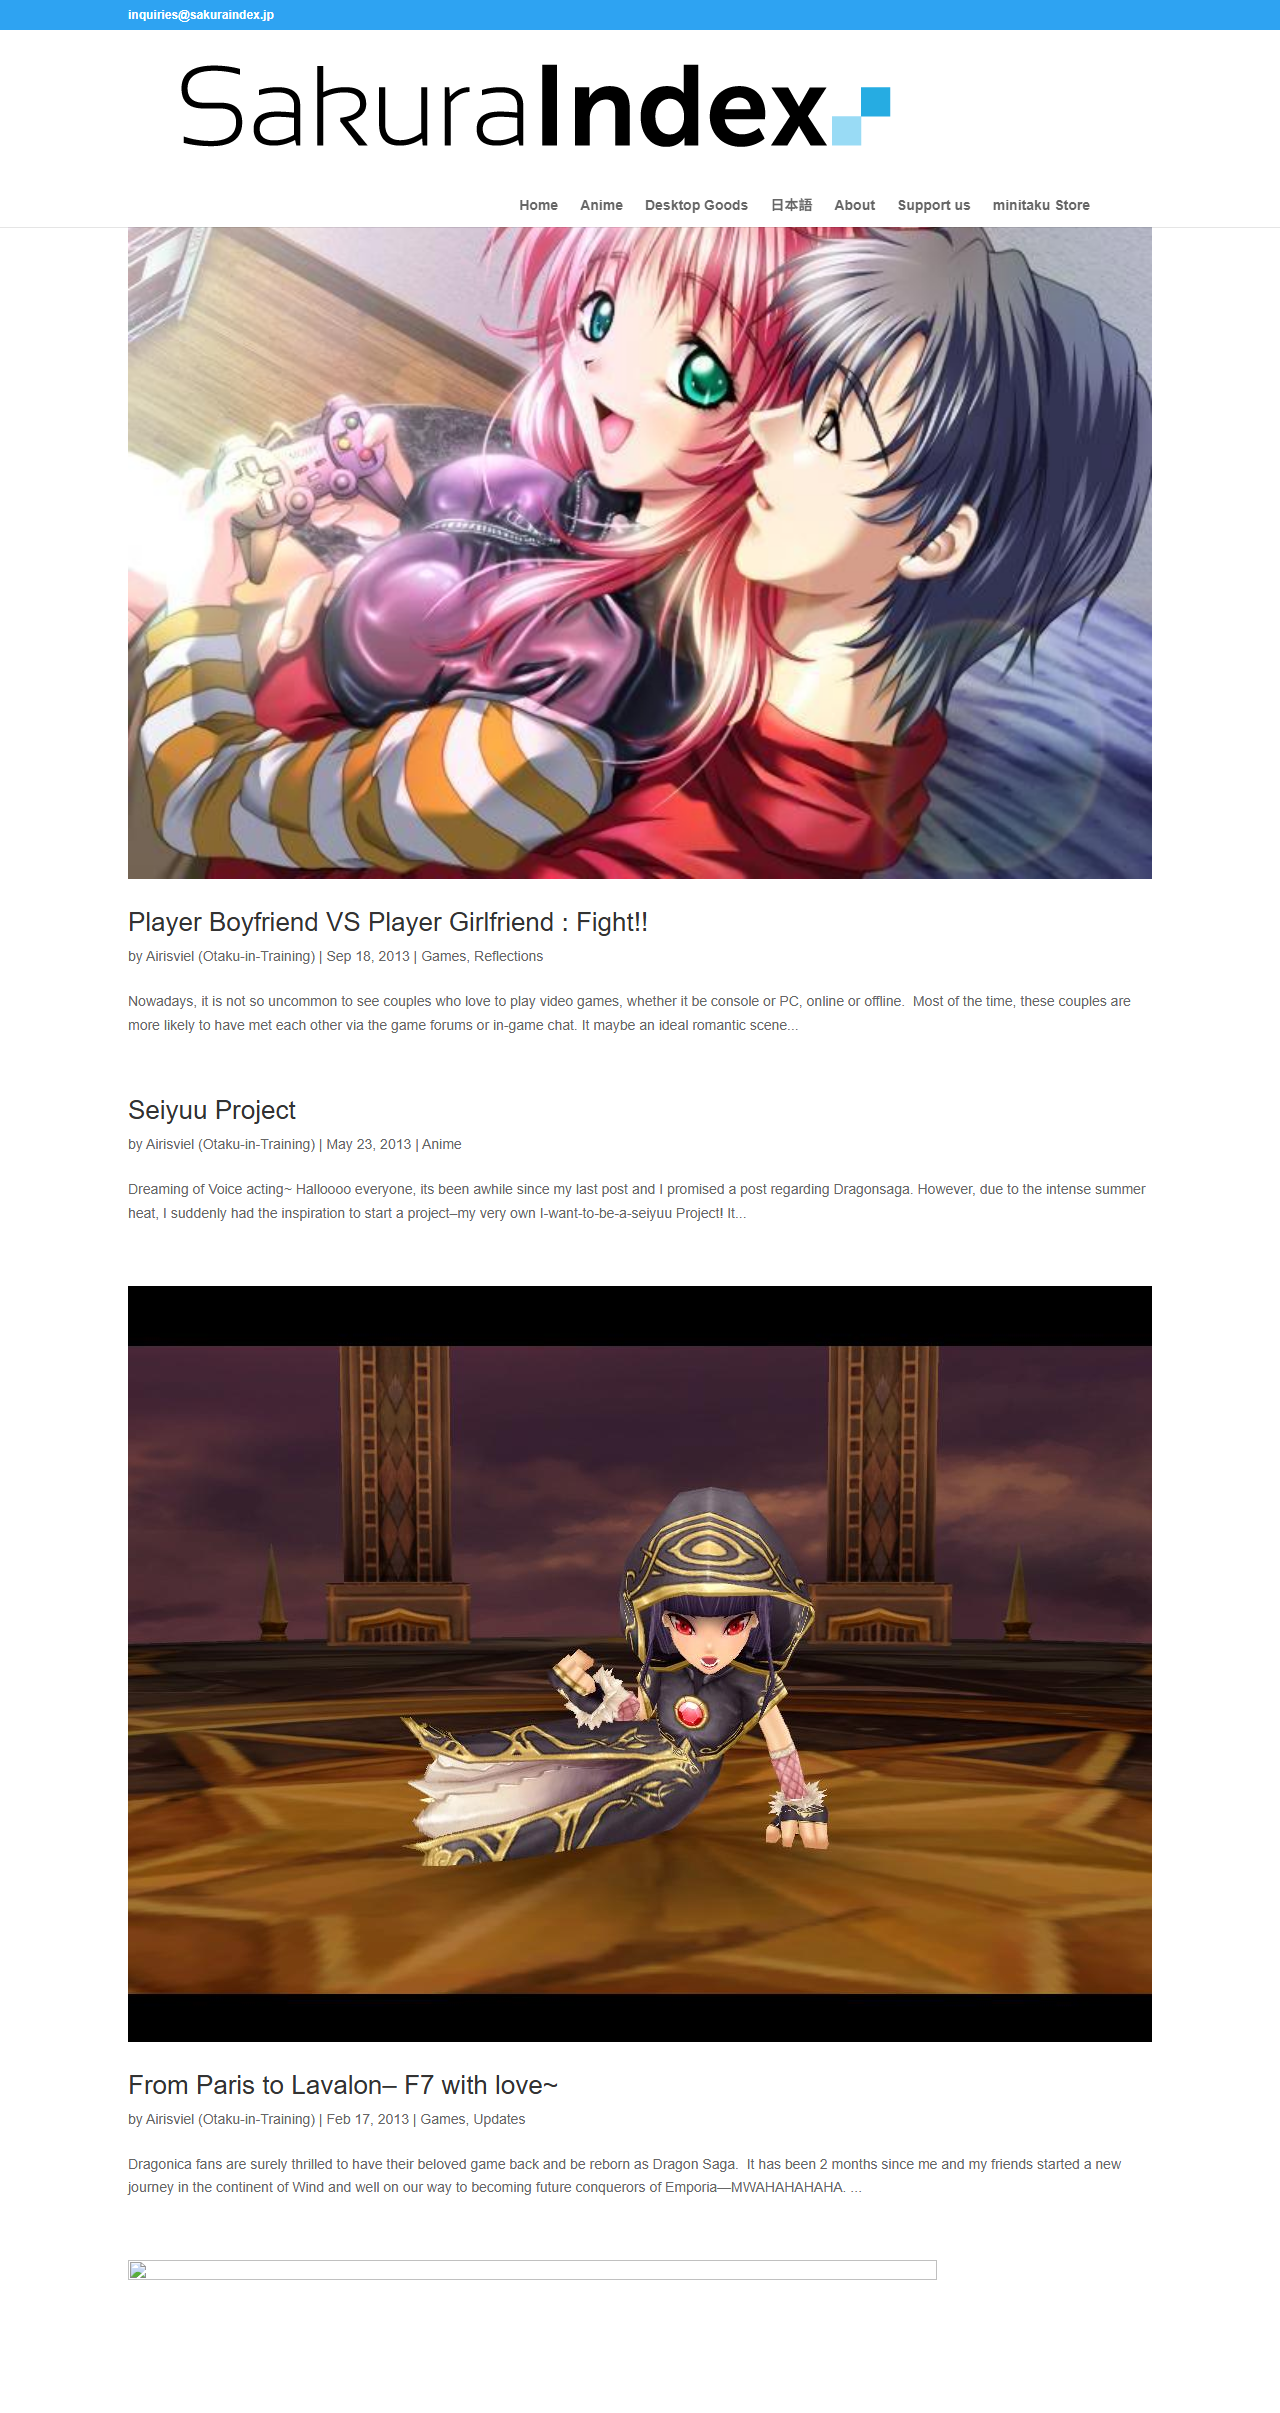 inquiries@sakuraindex.jp
SakuraIndex
Home Anime Desktop Goods 日本語 About Support us minitaku Store
Player Boyfriend VS Player Girlfriend : Fight!!
by Airisviel (Otaku-in-Training) | Sep 18, 2013 | Games, Reflections
Nowadays, it is not so uncommon to see couples who love to play video games, whether it be console or PC, online or offline.  Most of the time, these couples are
more likely to have met each other via the game forums or in-game chat. It maybe an ideal romantic scene...
Seiyuu Project
by Airisviel (Otaku-in-Training) | May 23, 2013 | Anime
Dreaming of Voice acting~ Halloooo everyone, its been awhile since my last post and I promised a post regarding Dragonsaga. However, due to the intense summer
heat, I suddenly had the inspiration to start a project–my very own I-want-to-be-a-seiyuu Project! It...
From Paris to Lavalon– F7 with love~
by Airisviel (Otaku-in-Training) | Feb 17, 2013 | Games, Updates
Dragonica fans are surely thrilled to have their beloved game back and be reborn as Dragon Saga.  It has been 2 months since me and my friends started a new
journey in the continent of Wind and well on our way to becoming future conquerors of Emporia—MWAHAHAHAHA. ...